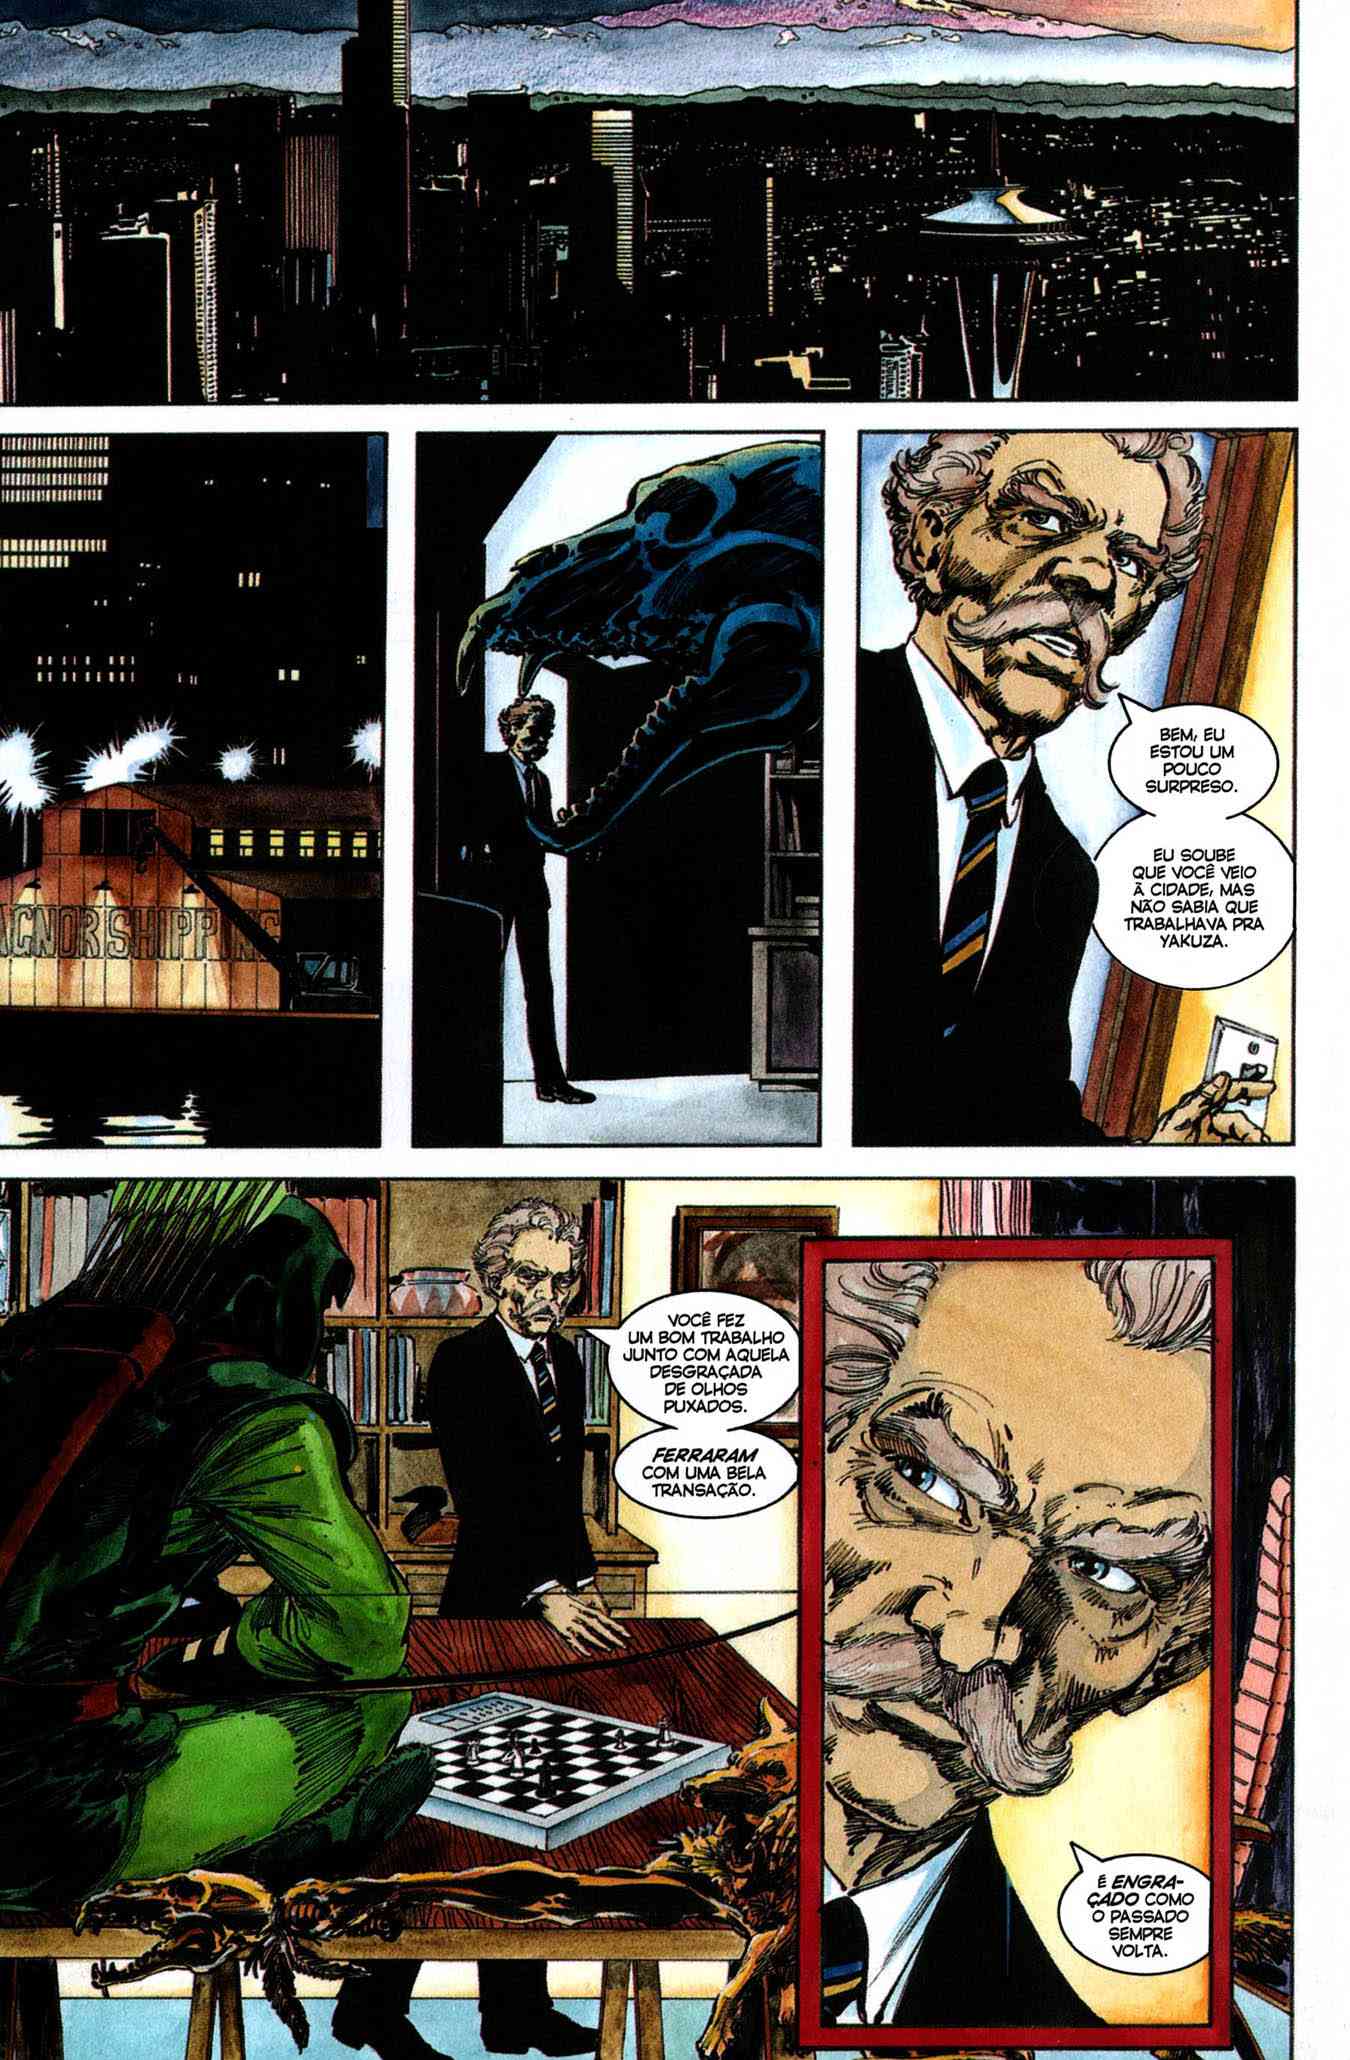 AGNOR SHIPPING
BEM, EU
ESTOU UM
POUCO
SURPRESO.
EU SOUBE
QUE VOCÊ VEIO
À CIDADE, MAS
NÃO SABIA QUE
TRABALHAVA PRA
YAKUZA.
VOCÊ FEZ
UM BOM TRABALHO
JUNTO COM AQUELA
DESGRAÇADA
DE OLHOS
PUXADOS.
FERRARAM
COM UMA BELA
TRANSAÇÃO.
É ENGRA-
ÇADO COMO
O PASSADO
SEMPRE
VOLTA.